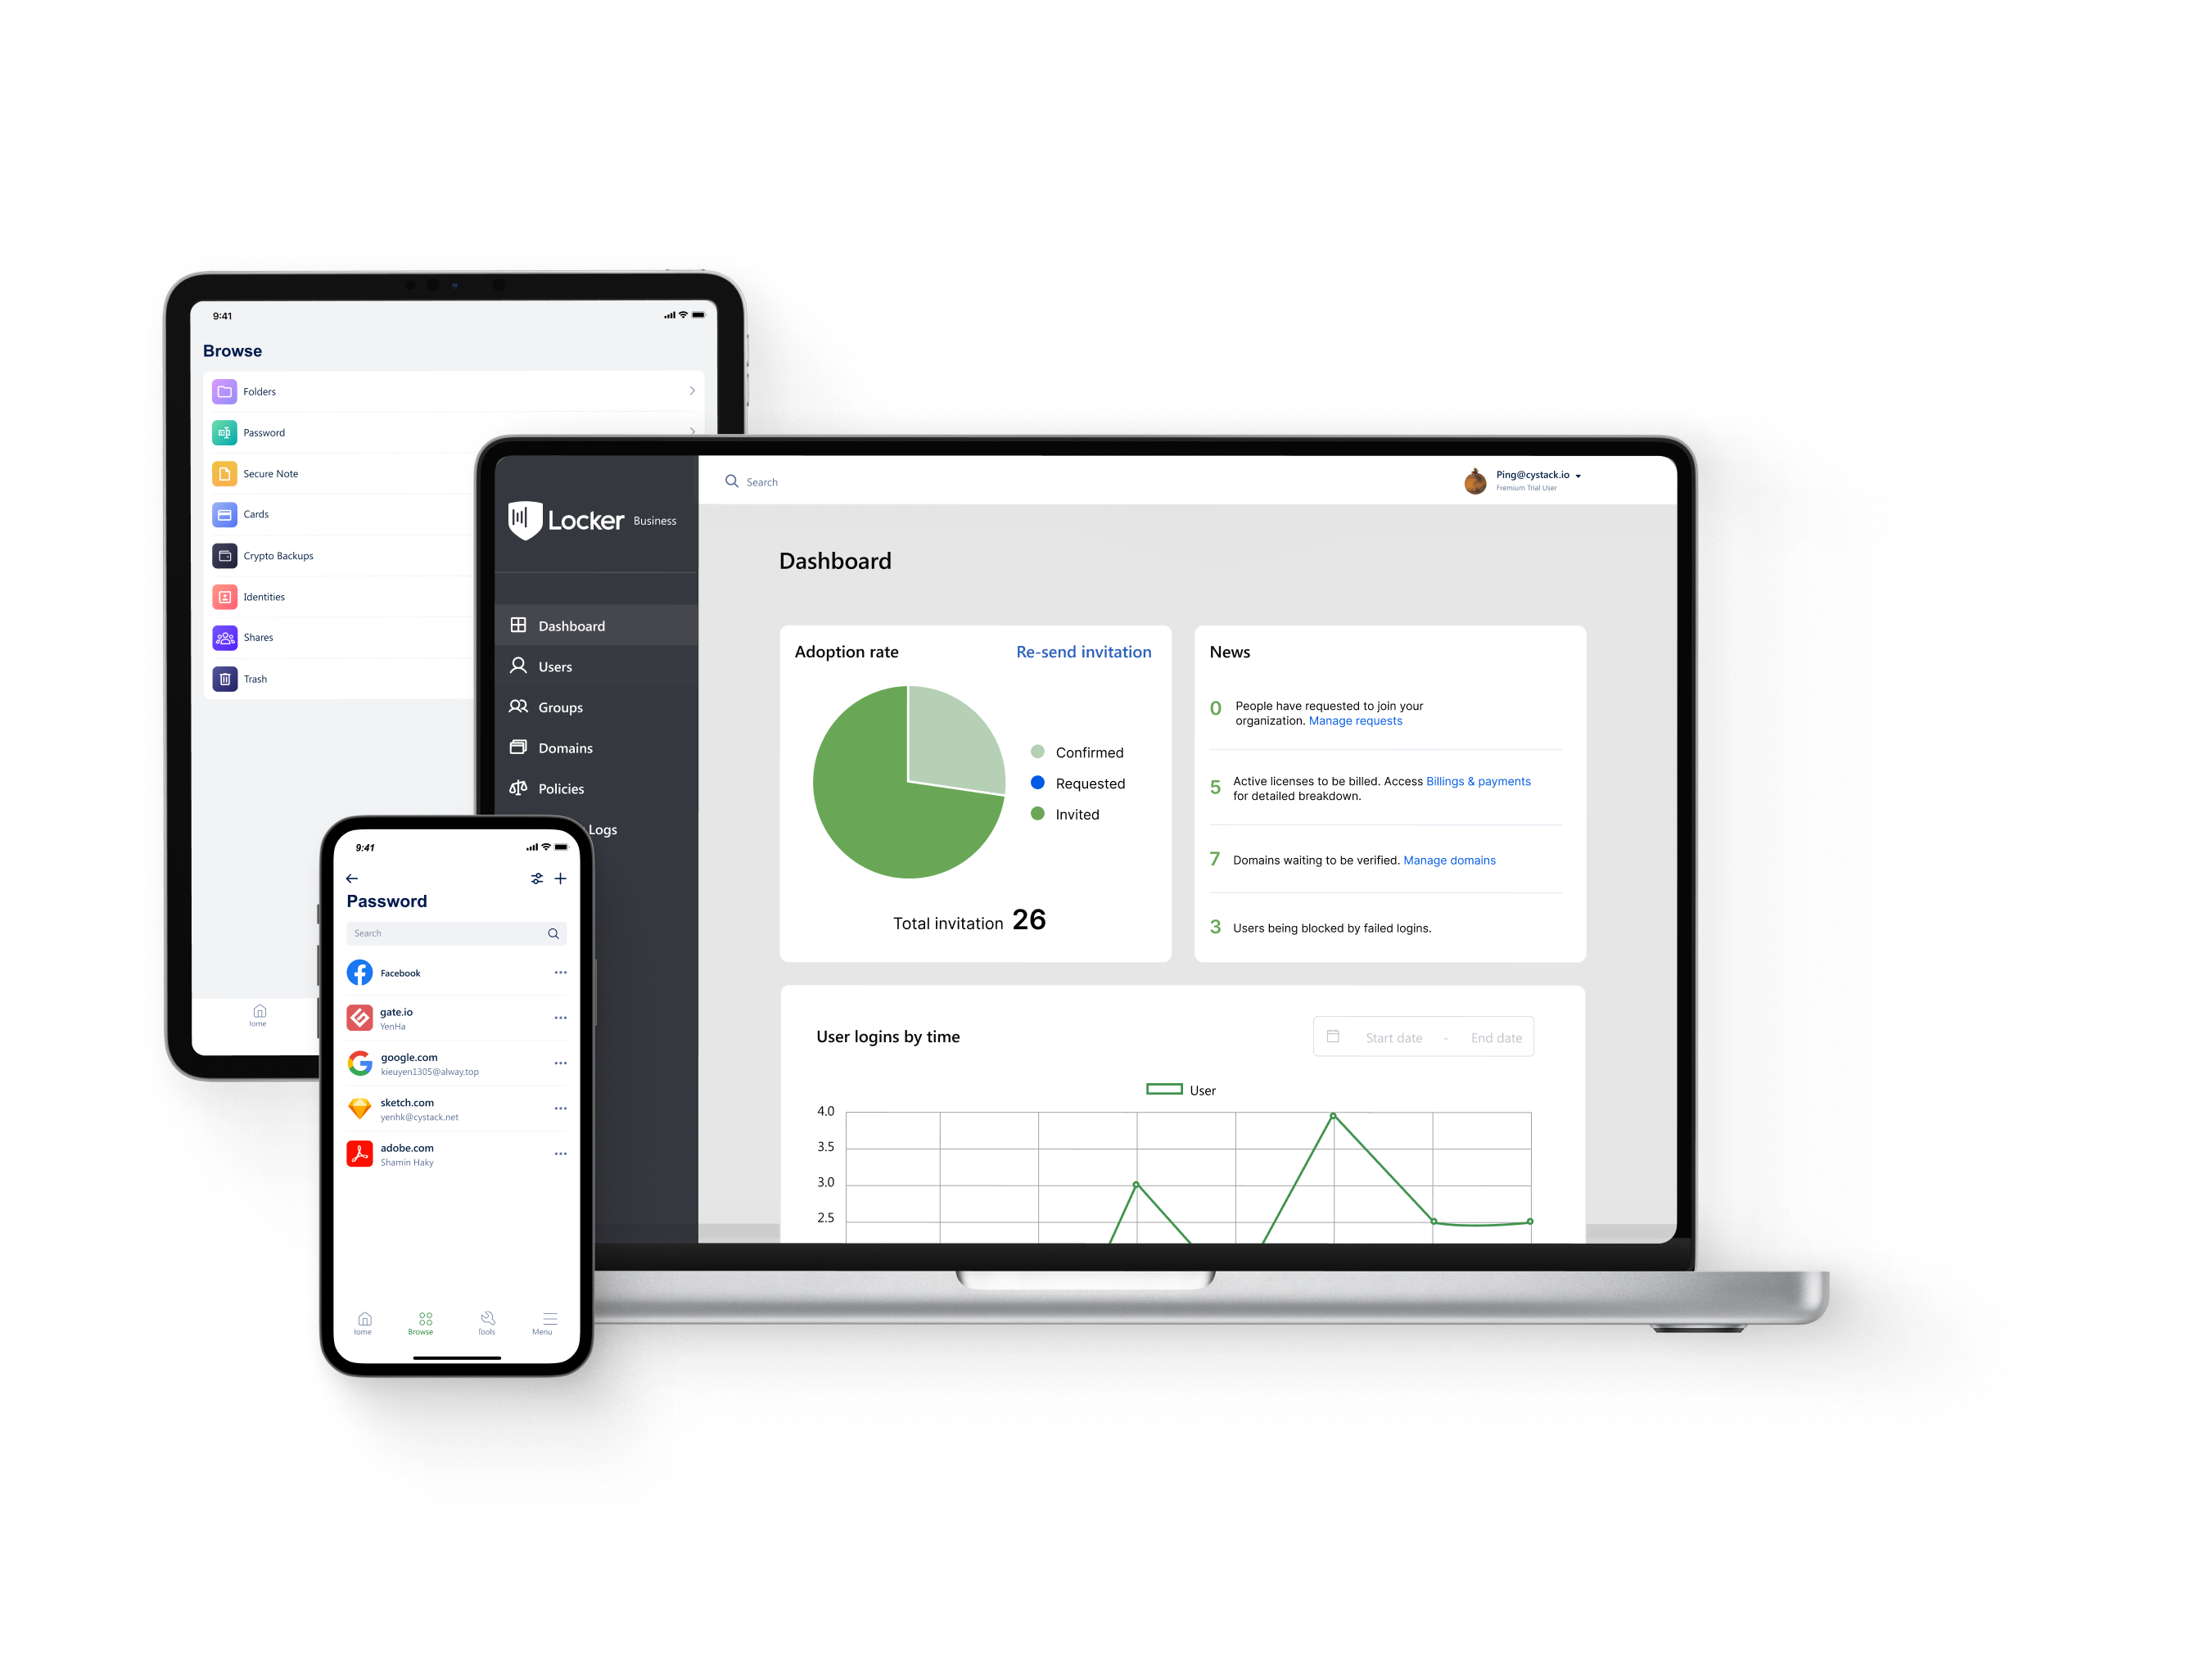 9:41
Browse
Folders
Password
Secure Note
Cards
Crypto Backups
Identities
Shares
Trash
Iome
Locker Business
Dashboard
Users
Groups
Domains
Policies
Logs
Search
Ping@cystack.io
Fremium Trial User
Dashboard
Adoption rate
Re-send invitation
Confirmed
Requested
Invited
Total invitation 26
News
0 People have requested to join your
organization. Manage requests
5 Active licenses to be billed. Access Billings & payments
for detailed breakdown.
7 Domains waiting to be verified. Manage domains
3 Users being blocked by failed logins.
User logins by time
Start date - End date
User
4.0
3.5
3.0
2.5
9:41
Password
Search
Facebook
gate.io
YenHa
google.com
kieuyen1305@alway.top
sketch.com
yenhk@cystack.net
adobe.com
Shamin Haky
Iome
Browse
Tools
Menu